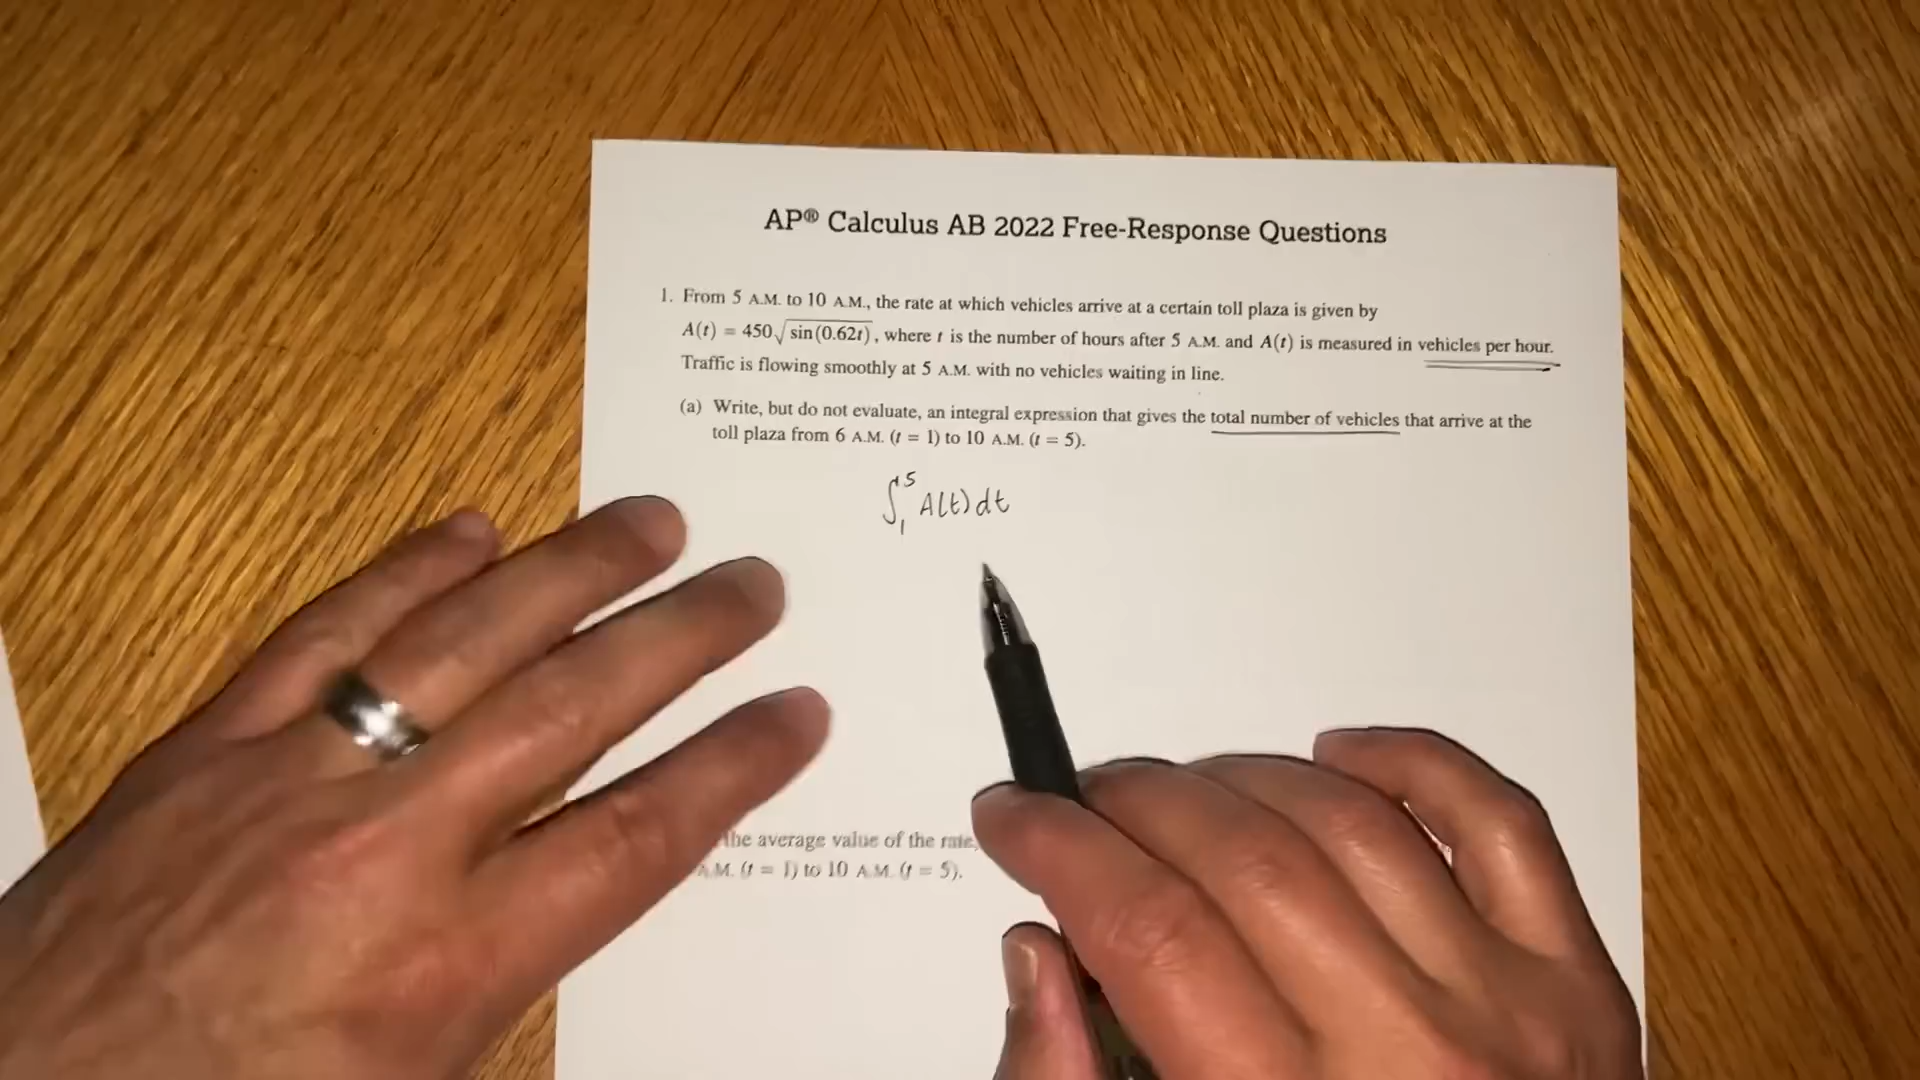 AP® Calculus AB 2022 Free-Response Questions
1. From 5 A.M. to 10 A.M., the rate at which vehicles arrive at a certain toll plaza is given by
A(t) = 450√sin(0.62t), where t is the number of hours after 5 A.M. and A(t) is measured in vehicles per hour.
Traffic is flowing smoothly at 5 A.M. with no vehicles waiting in line.
(a) Write, but do not evaluate, an integral expression that gives the total number of vehicles that arrive at the
toll plaza from 6 A.M. (t = 1) to 10 A.M. (t = 5).
∫₁⁵ A(t) dt
the average value of the rate,
A.M. (t = 1) to 10 A.M. (t = 5).